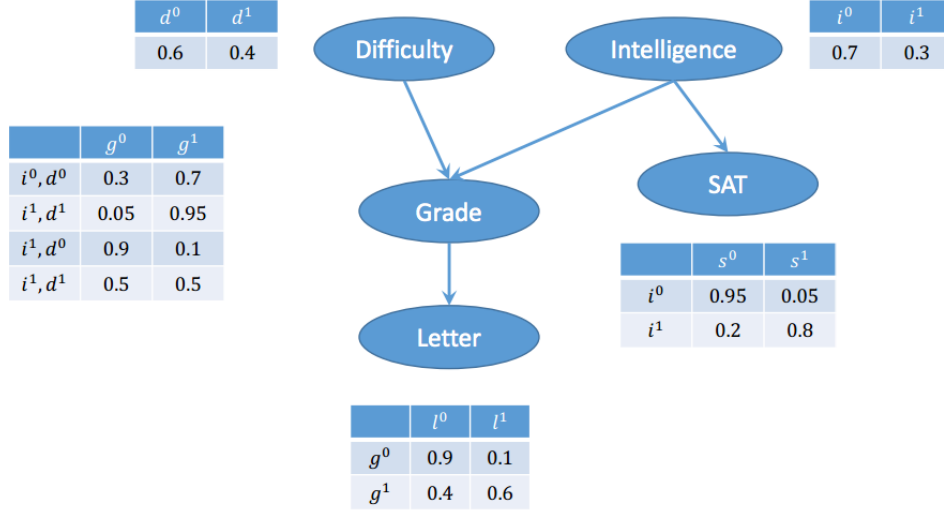 d⁰ d¹
0.6 0.4
Difficulty
Intelligence
i⁰ i¹
0.7 0.3
g⁰ g¹
i⁰, d⁰ 0.3 0.7
i¹, d¹ 0.05 0.95
i¹, d⁰ 0.9 0.1
i¹, d¹ 0.5 0.5
Grade
SAT
s⁰ s¹
i⁰ 0.95 0.05
i¹ 0.2 0.8
Letter
l⁰ l¹
g⁰ 0.9 0.1
g¹ 0.4 0.6